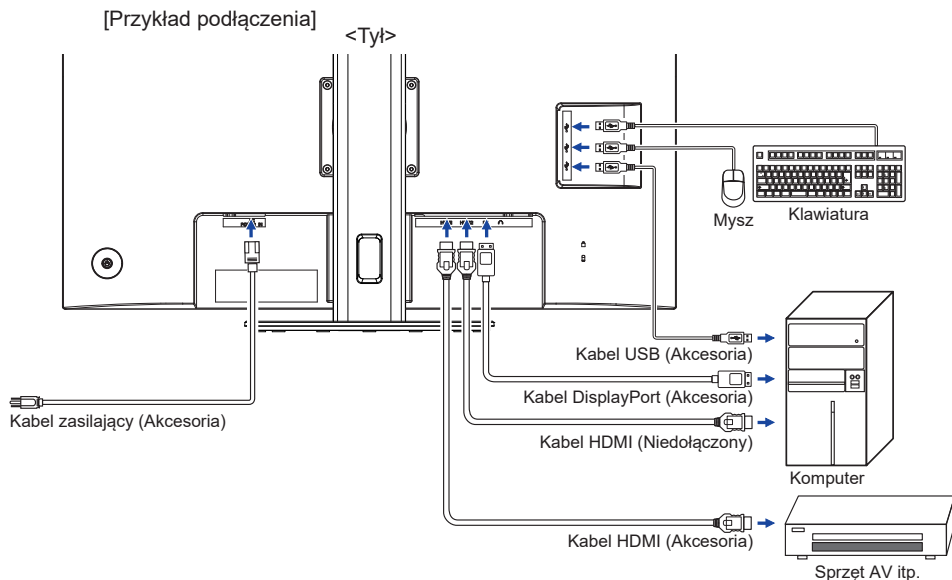 [Przykład podłączenia]
<Tył>
Mysz
Klawiatura
Kabel USB (Akcesoria)
Kabel DisplayPort (Akcesoria)
Kabel zasilający (Akcesoria)
Kabel HDMI (Niedołączony)
Komputer
Kabel HDMI (Akcesoria)
Sprzęt AV itp.